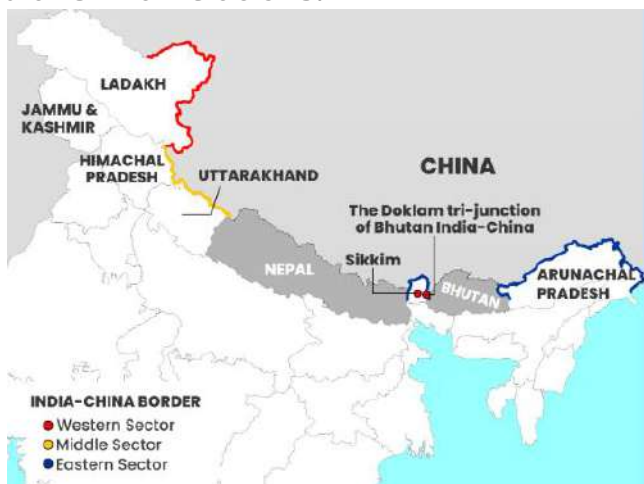 LADAKH
JAMMU &
KASHMIR
HIMACHAL
PRADESH
UTTARAKHAND
CHINA
The Doklam tri-junction
of Bhutan India-China
Sikkim
NEPAL
BHUTAN
ARUNACHAL
PRADESH
INDIA-CHINA BORDER
Western Sector
Middle Sector
Eastern Sector